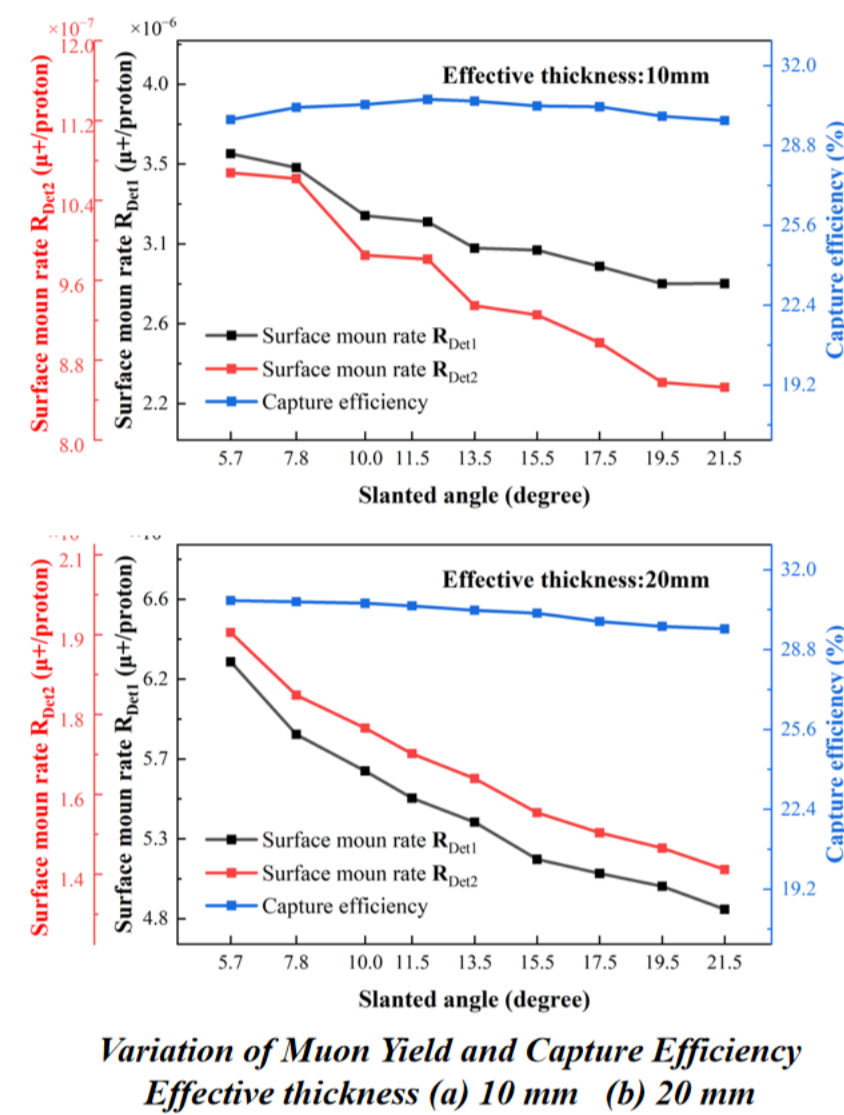 ×10⁻⁷
×10⁻⁶
12.0
11.2
10.4
9.6
8.8
8.0
Surface moun rate R_Det2 (μ+/proton)
4.0
3.5
3.1
2.6
2.2
Surface moun rate R_Det1 (μ+/proton)
Effective thickness:10mm
Surface moun rate R_Det1
Surface moun rate R_Det2
Capture efficiency
32.0
28.8
25.6
22.4
19.2
Capture efficiency (%)
5.7 7.8 10.0 11.5 13.5 15.5 17.5 19.5 21.5
Slanted angle (degree)
2.1
1.9
1.8
1.6
1.4
Surface moun rate R_Det2 (μ+/proton)
6.6
6.2
5.7
5.3
4.8
Surface moun rate R_Det1 (μ+/proton)
Effective thickness:20mm
Surface moun rate R_Det1
Surface moun rate R_Det2
Capture efficiency
32.0
28.8
25.6
22.4
19.2
Capture efficiency (%)
5.7 7.8 10.0 11.5 13.5 15.5 17.5 19.5 21.5
Slanted angle (degree)
Variation of Muon Yield and Capture Efficiency
Effective thickness (a) 10 mm (b) 20 mm